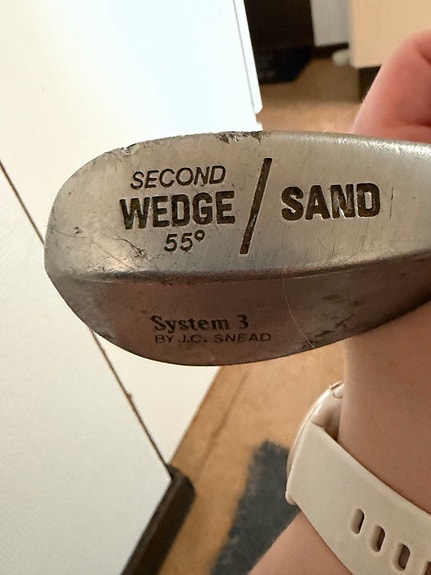 SECOND
WEDGE / SAND
55°
System 3
BY J.C. SNEAD